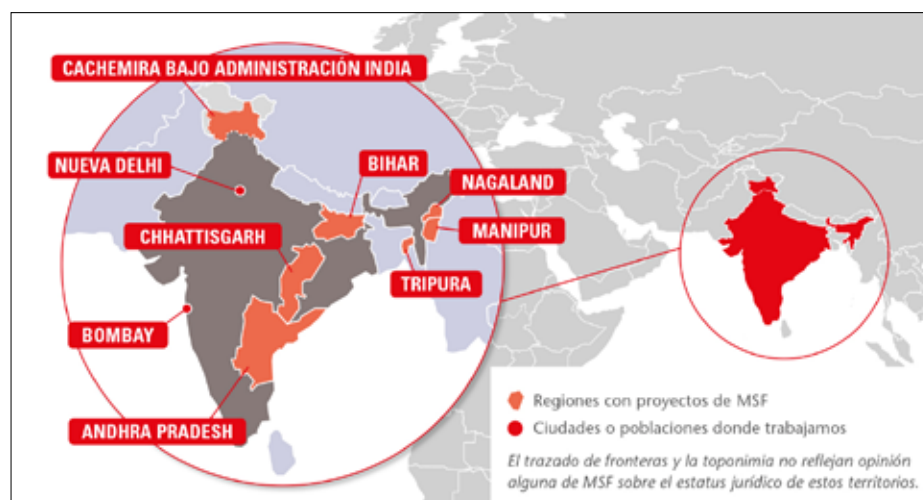 CACHEMIRA BAJO ADMINISTRACIÓN INDIA
NUEVA DELHI
BIHAR
NAGALAND
CHHATTISGARH
MANIPUR
TRIPURA
BOMBAY
ANDHRA PRADESH
Regiones con proyectos de MSF
Ciudades o poblaciones donde trabajamos
El trazado de fronteras y la toponimia no reflejan opinión
alguna de MSF sobre el estatus jurídico de estos territorios.